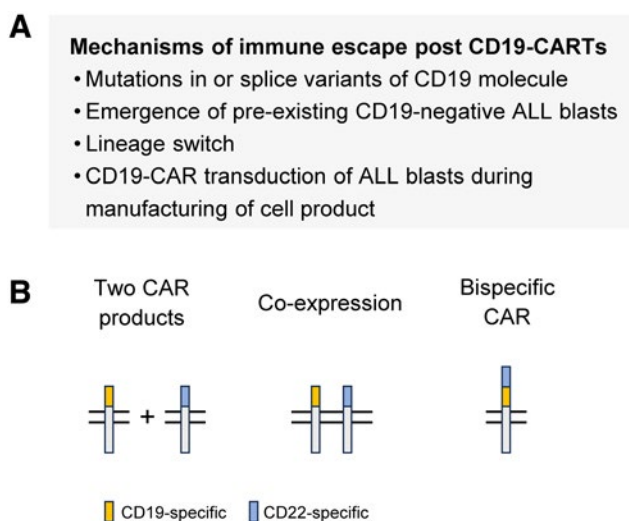 A
Mechanisms of immune escape post CD19-CARTs
• Mutations in or splice variants of CD19 molecule
• Emergence of pre-existing CD19-negative ALL blasts
• Lineage switch
• CD19-CAR transduction of ALL blasts during
manufacturing of cell product
B
Two CAR
products
Co-expression
Bispecific
CAR
+
CD19-specific
CD22-specific